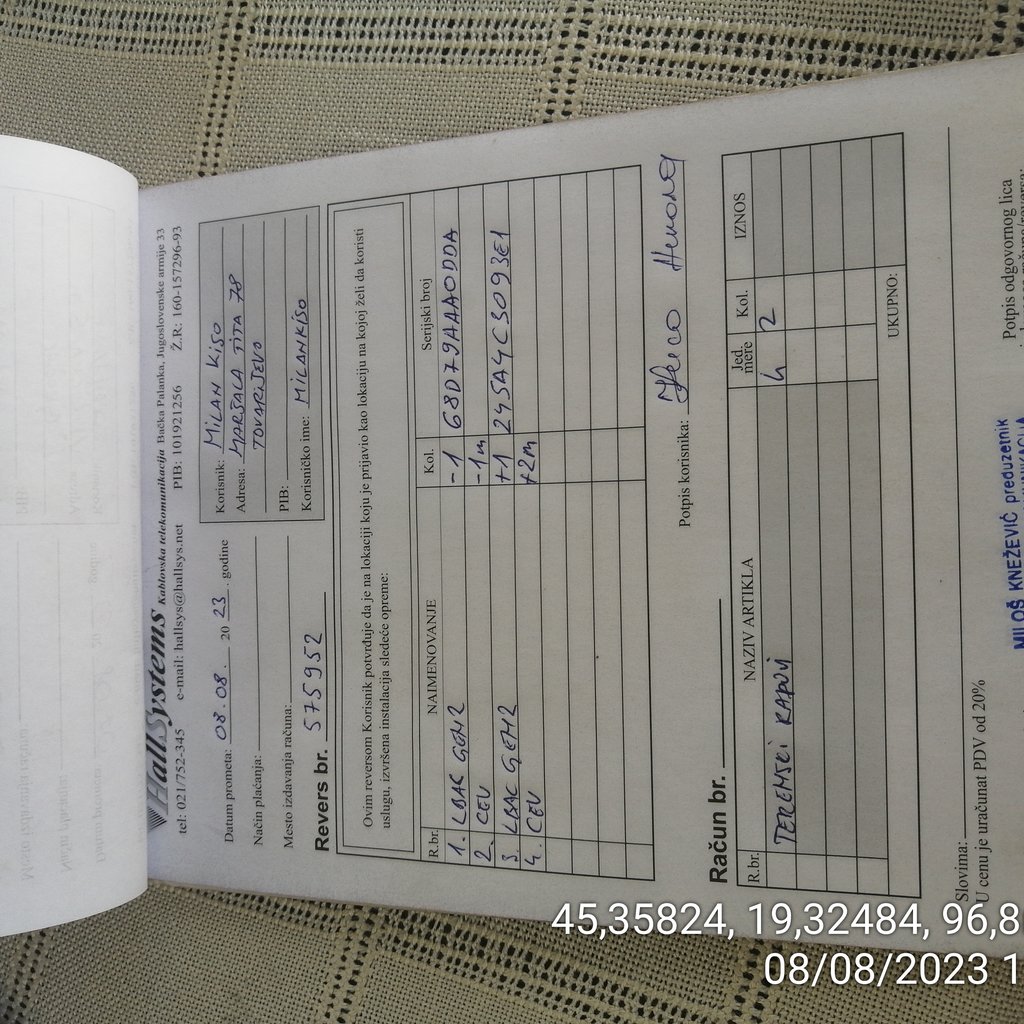 HallSystems Kablovska telekomunikacija Bačka Palanka, Jugoslovenske armije 33
tel: 021/752-345 e-mail: hallsys@hallsys.net PIB: 101921256 Ž.R.: 160-157296-93
Datum prometa: 08.08. 2023. godine
Način plaćanja:
Mesto izdavanja računa:
Revers br. 575952
Korisnik: MILAN KISO
Adresa: MARŠALA TITA 78
TOVARIŠEVO
PIB:
Korisničko ime: MILANKISO
Ovim reversom Korisnik potvrđuje da je na lokaciji koju je prijavio kao lokaciju na kojoj želi da koristi
uslugu, izvršena instalacija sledeće opreme:
R.br. NAIMENOVANJE Kol. Serijski broj
1. LBAC GEM2 -1 68D79AAA0DDA
2. CEV -1m
3. LBAC GEM2 +1 245A4C3093E1
4. CEV +2m
Potpis korisnika:
Račun br.
R.br. NAZIV ARTIKLA Jed. mere Kol. IZNOS
TERENSKI RADOVI h 2
UKUPNO:
Slovima:
U cenu je uračunat PDV od 20%
MILOŠ KNEŽEVIĆ preduzetnik
Potpis odgovornog lica
45,35824, 19,32484, 96,8
08/08/2023 1